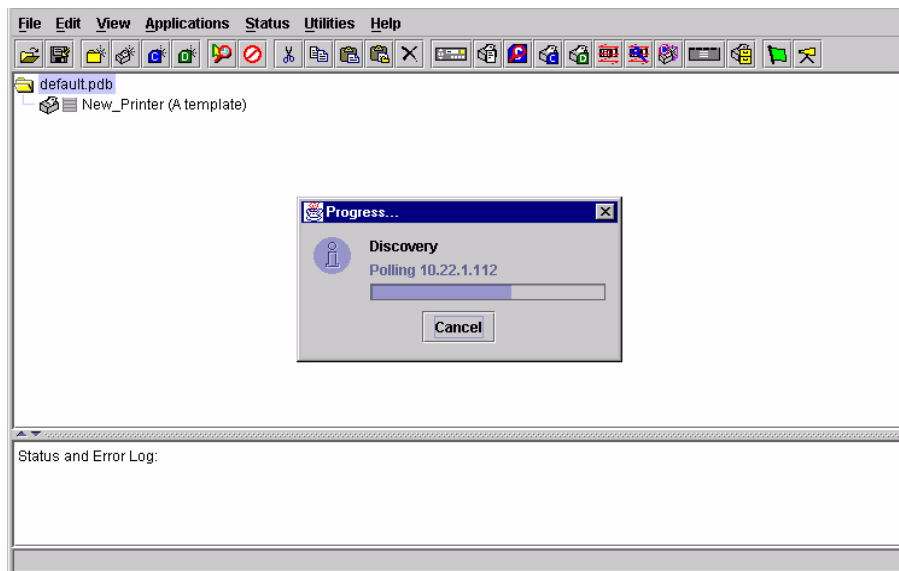 File Edit View Applications Status Utilities Help
default.pdb
New_Printer (A template)
Progress...
Discovery
Polling 10.22.1.112
Cancel
Status and Error Log: